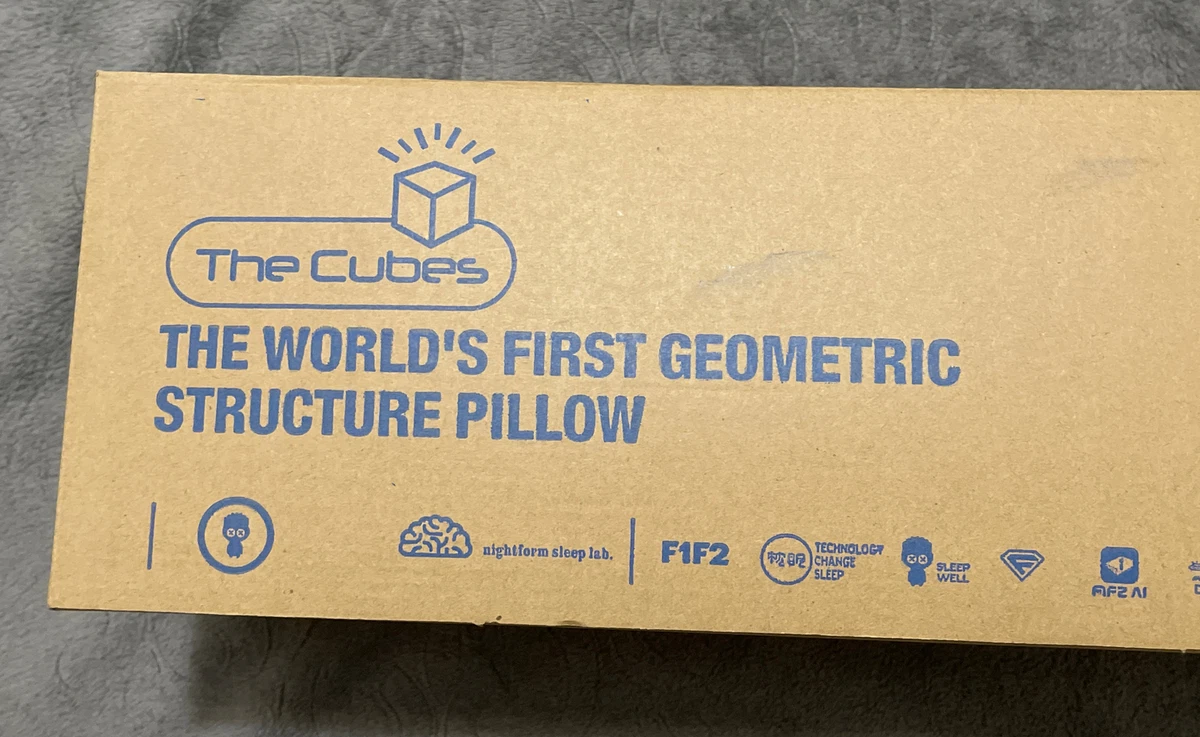 The Cubes
THE WORLD'S FIRST GEOMETRIC
STRUCTURE PILLOW
nightform sleep lab.
F1F2
TECHNOLOGY
CHANGE
SLEEP
SLEEP
WELL
F1F2 AI